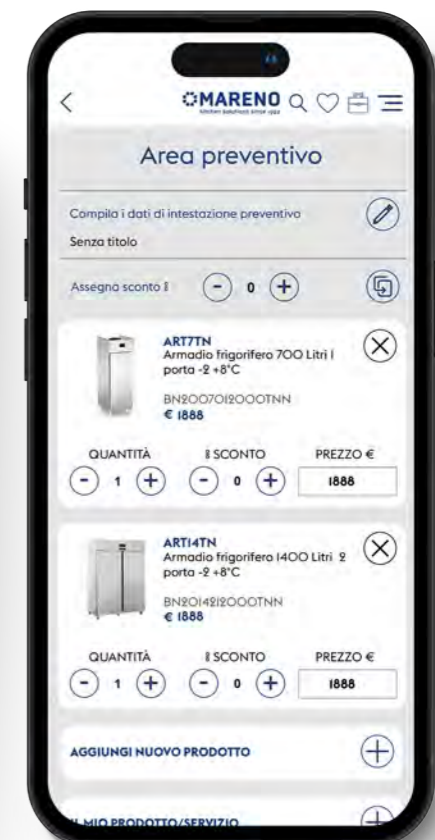 MARENO
kitchen solutions since 1922
Area preventivo
Compila i dati di intestazione preventivo
Senza titolo
Assegna sconto %
- 0 +
ART7TN
Armadio frigorifero 700 Litri 1
porta -2 +8°C
BN2007012000TNN
€ 1888
QUANTITÀ % SCONTO PREZZO €
- 1 + - 0 + 1888
ART14TN
Armadio frigorifero 1400 Litri 2
porta -2 +8°C
BN2014212000TNN
€ 1888
QUANTITÀ % SCONTO PREZZO €
- 1 + - 0 + 1888
AGGIUNGI NUOVO PRODOTTO
IL MIO PRODOTTO/SERVIZIO